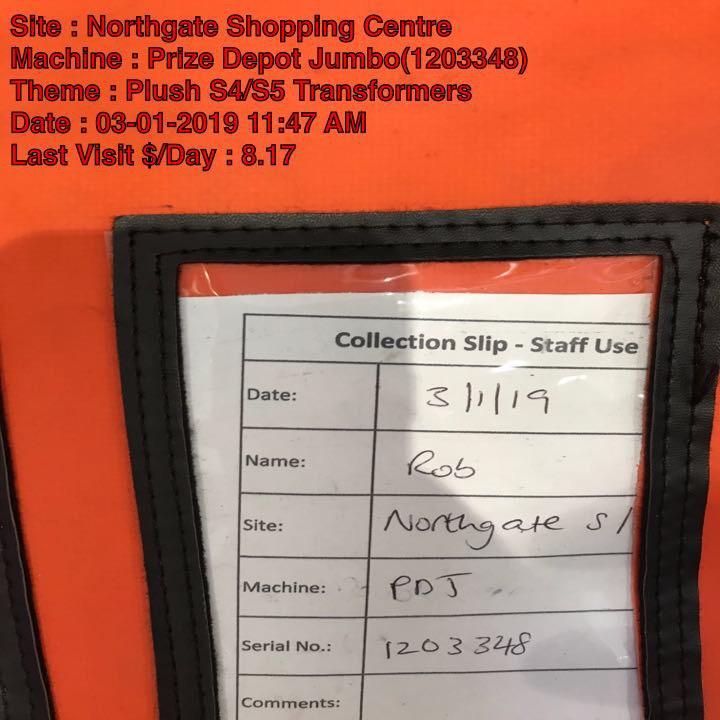 Site : Northgate Shopping Centre
Machine : Prize Depot Jumbo(1203348)
Theme : Plush S4/S5 Transformers
Date : 03-01-2019 11:47 AM
Last Visit $/Day : 8.17
Collection Slip - Staff Use
Date: 3/1/19
Name: Rob
Site: Northgate S/
Machine: PDJ
Serial No.: 1203348
Comments: